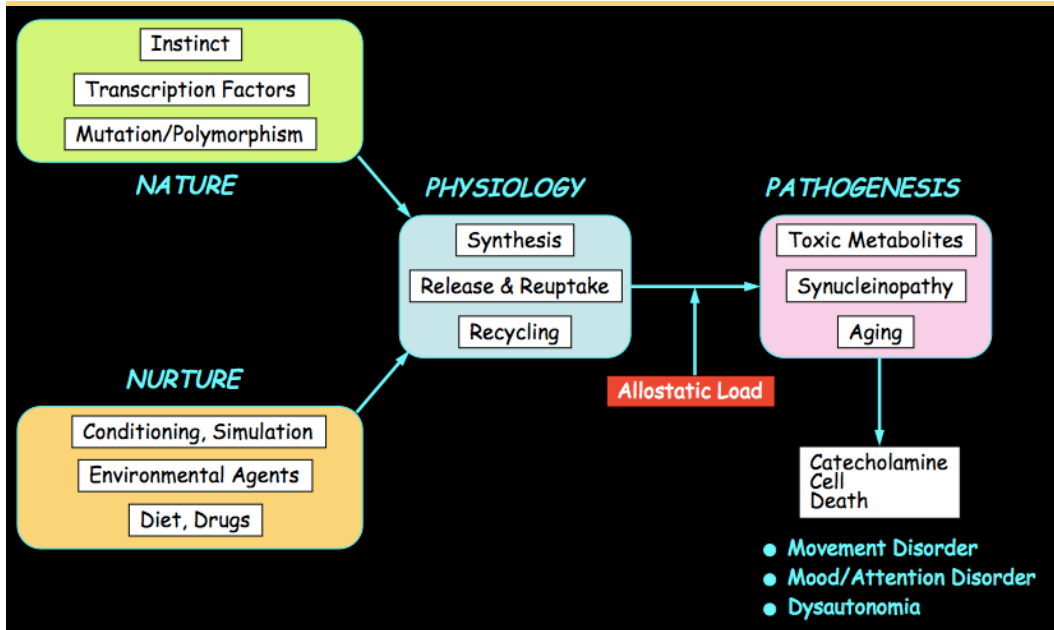 Instinct
Transcription Factors
Mutation/Polymorphism
NATURE
PHYSIOLOGY
Synthesis
Release & Reuptake
Recycling
PATHOGENESIS
Toxic Metabolites
Synucleinopathy
Aging
NURTURE
Conditioning, Simulation
Environmental Agents
Diet, Drugs
Allostatic Load
Catecholamine
Cell
Death
● Movement Disorder
● Mood/Attention Disorder
● Dysautonomia